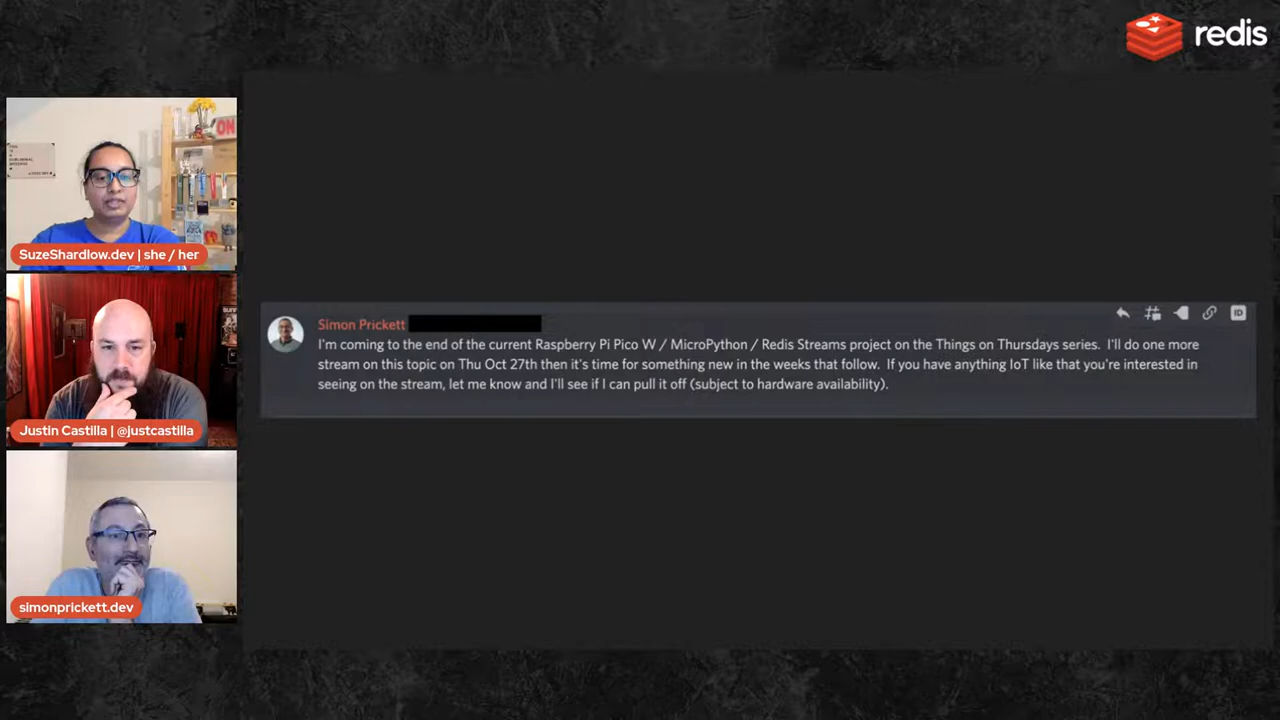 redis
ON
SuzeShardlow.dev | she / her
Justin Castilla | @justcastilla
simonprickett.dev
Simon Prickett
ID
I'm coming to the end of the current Raspberry Pi Pico W / MicroPython / Redis Streams project on the Things on Thursdays series. I'll do one more
stream on this topic on Thu Oct 27th then it's time for something new in the weeks that follow. If you have anything IoT like that you're interested in
seeing on the stream, let me know and I'll see if I can pull it off (subject to hardware availability).